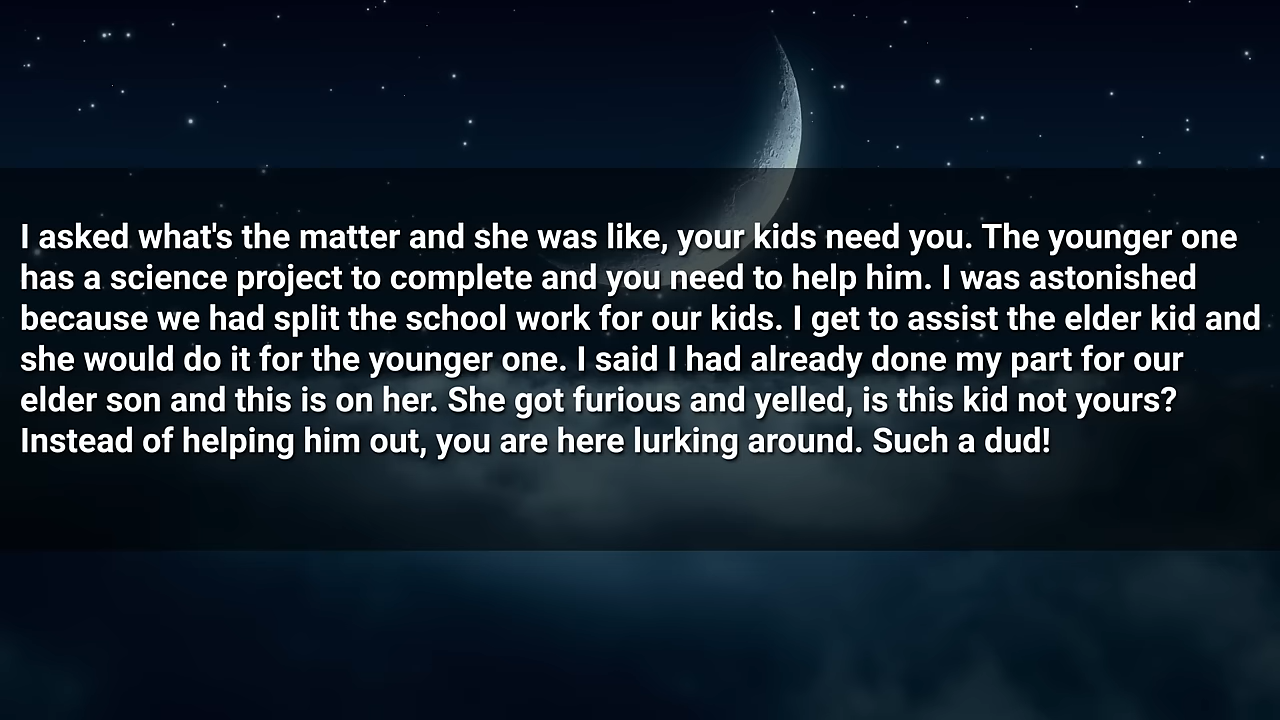 I asked what's the matter and she was like, your kids need you. The younger one
has a science project to complete and you need to help him. I was astonished
because we had split the school work for our kids. I get to assist the elder kid and
she would do it for the younger one. I said I had already done my part for our
elder son and this is on her. She got furious and yelled, is this kid not yours?
Instead of helping him out, you are here lurking around. Such a dud!